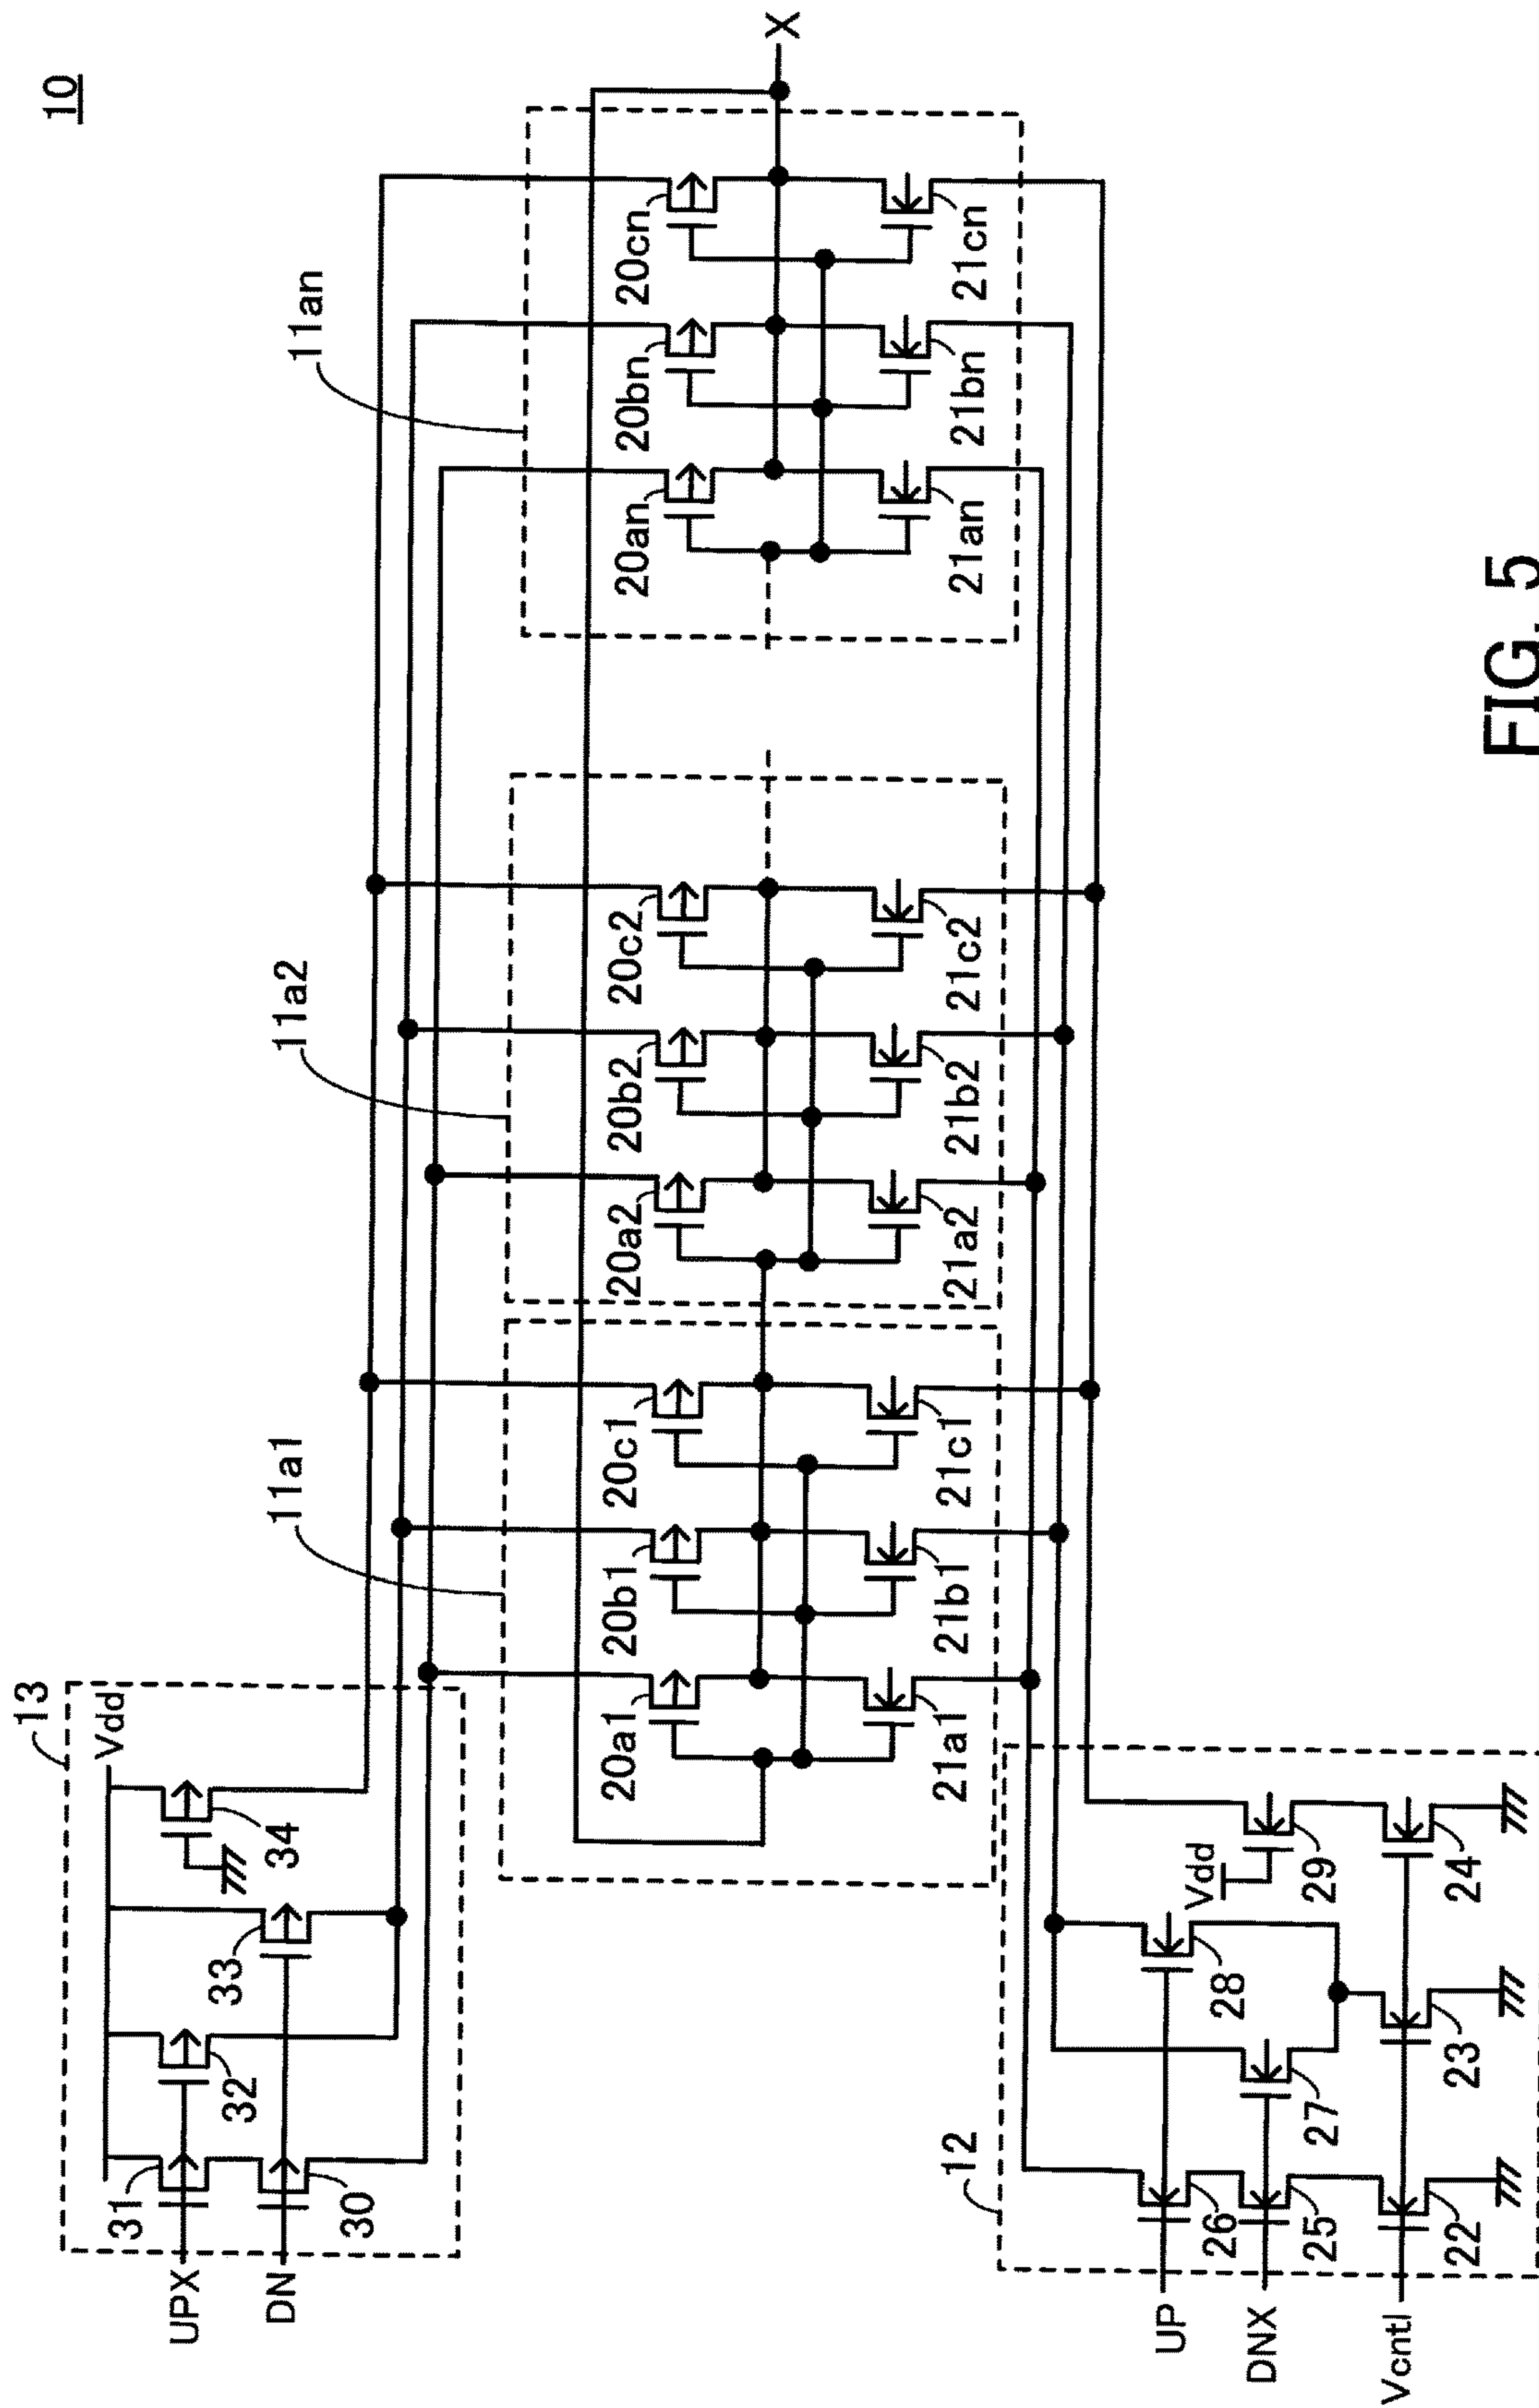 10
13
Vdd
31
32
33
34
30
UPX
DN
11a1
11a2
11an
20a1
20b1
20c1
20a2
20b2
20c2
20an
20bn
20cn
X
21a1
21b1
21c1
21a2
21b2
21c2
21an
21bn
21cn
12
UP
DNX
Vcntl
26
25
22
27
28
23
Vdd
29
24
FIG. 5